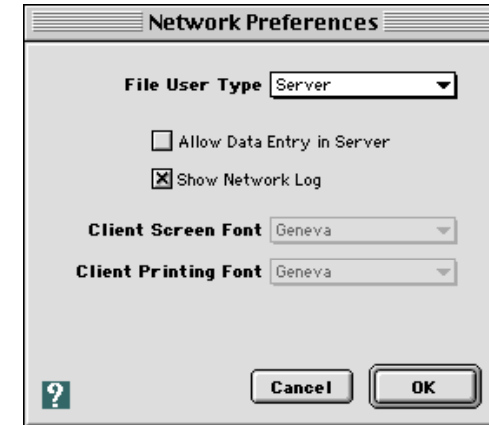 Network Preferences
File User Type Server
Allow Data Entry in Server
Show Network Log
Client Screen Font Geneva
Client Printing Font Geneva
? Cancel OK